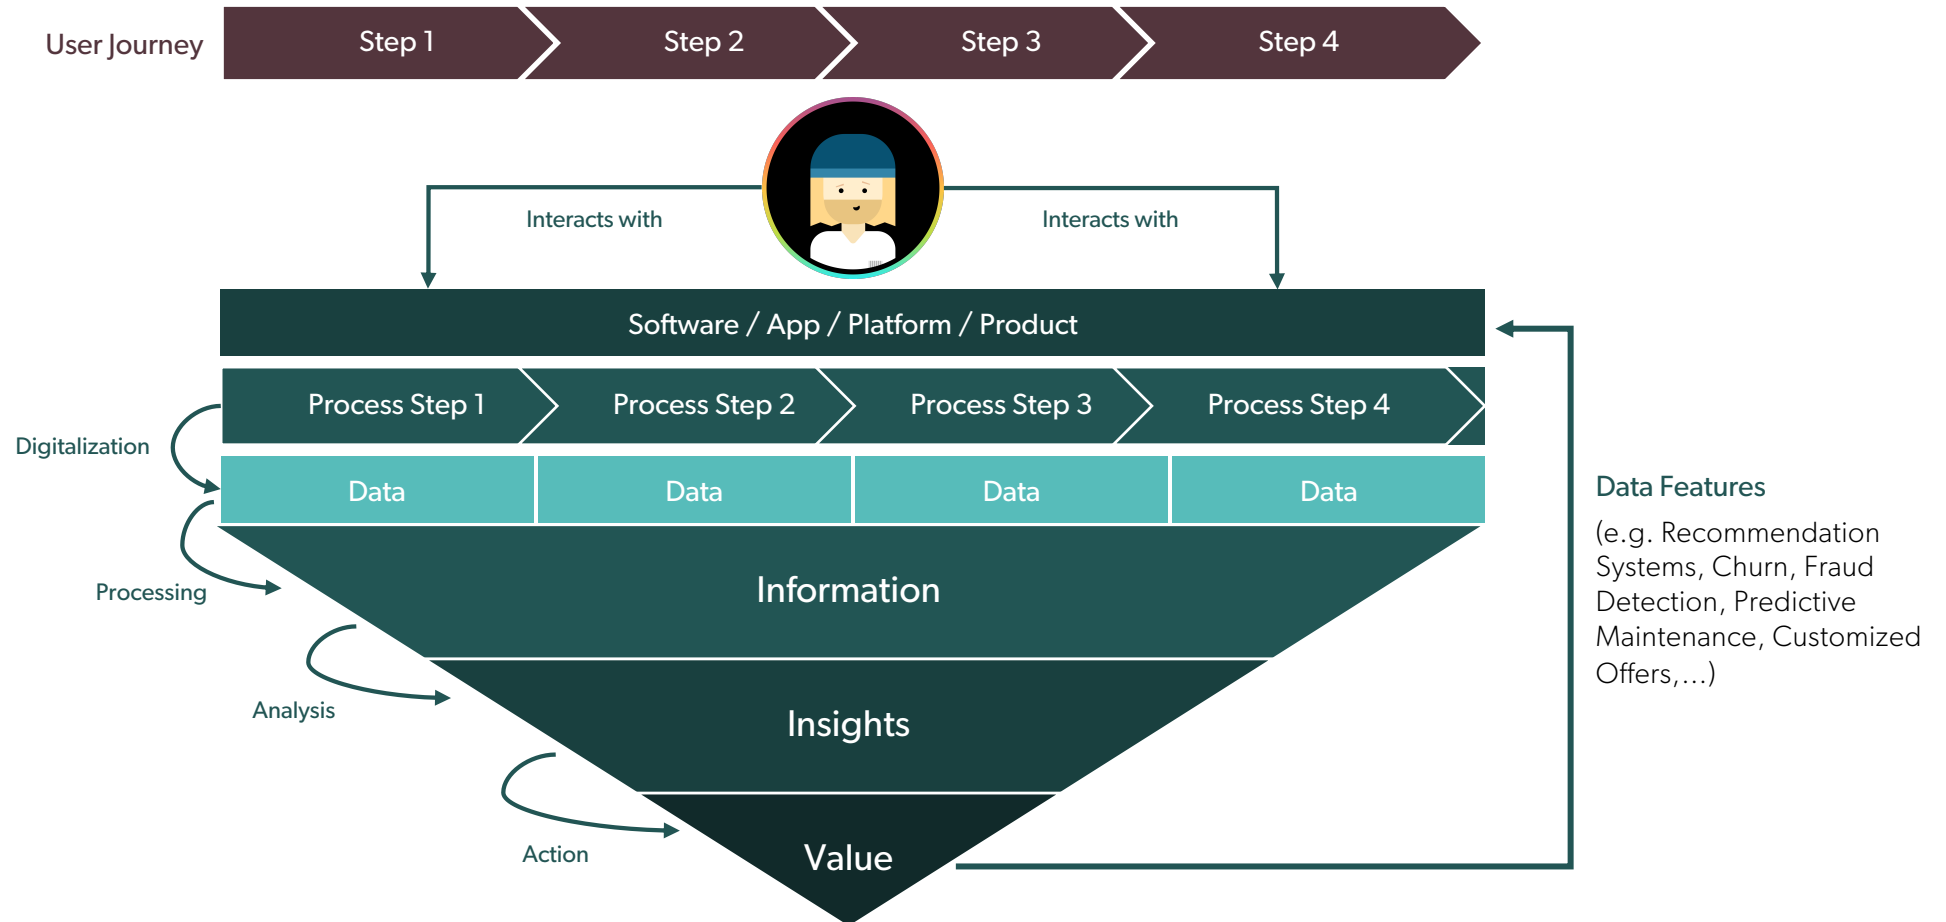 User Journey
Step 1
Step 2
Step 3
Step 4
Interacts with
Interacts with
Software / App / Platform / Product
Process Step 1
Process Step 2
Process Step 3
Process Step 4
Digitalization
Data
Data
Data
Data
Data Features
(e.g. Recommendation
Systems, Churn, Fraud
Detection, Predictive
Maintenance, Customized
Offers,...)
Processing
Information
Analysis
Insights
Action
Value